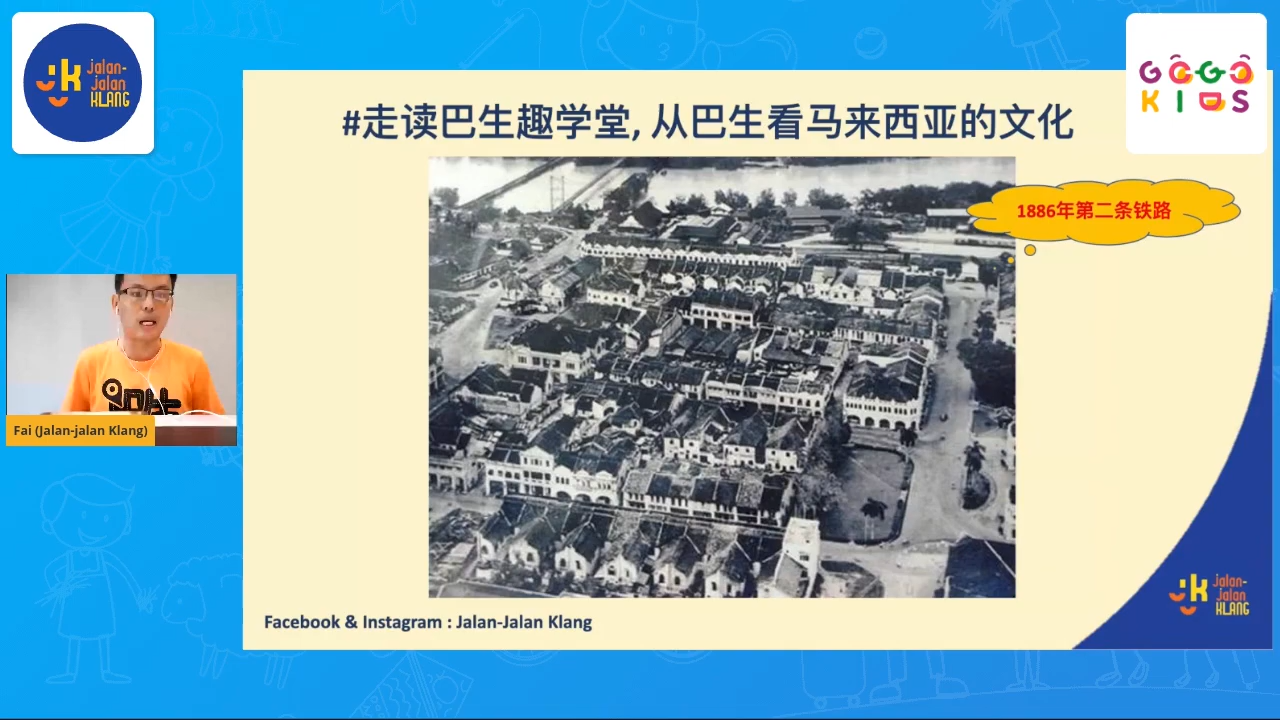 jk Jalan-
jalan
KLANG
GOGO
KIDS
#走读巴生趣学堂, 从巴生看马来西亚的文化
1886年第二条铁路
Fai (Jalan-jalan Klang)
Facebook & Instagram : Jalan-Jalan Klang
jk Jalan-
jalan
KLANG